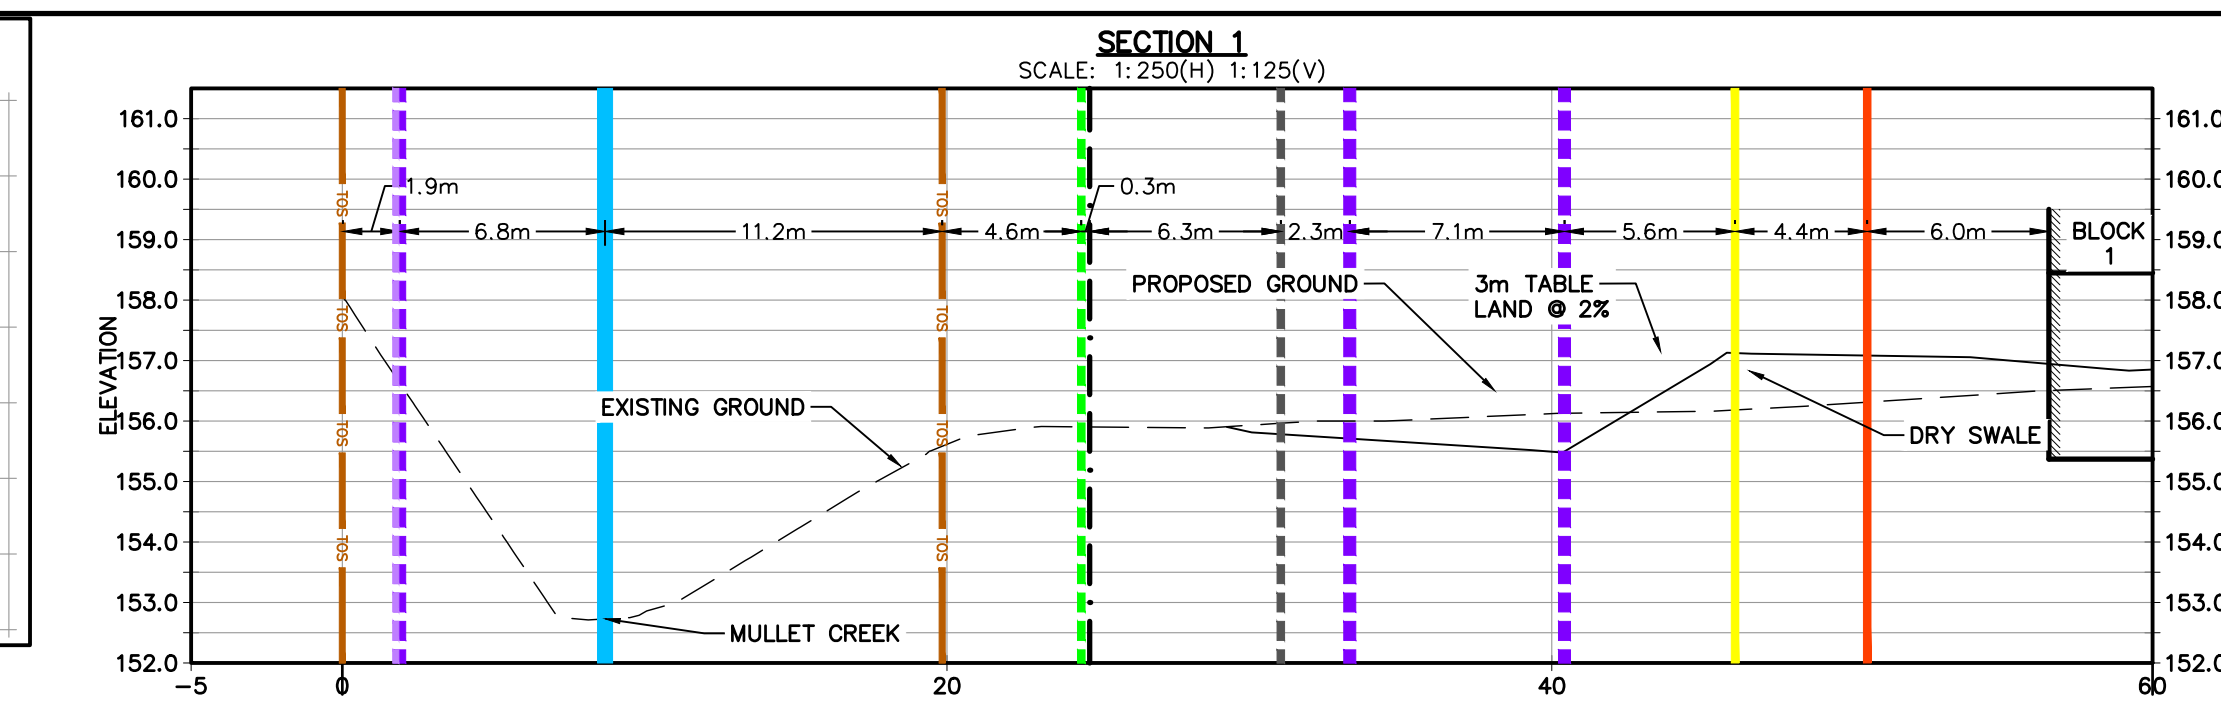 SECTION 1
SCALE: 1:250(H) 1:125(V)
161.0
160.0
159.0
158.0
157.0
156.0
155.0
154.0
153.0
152.0
ELEVATION
161.0
160.0
159.0
158.0
157.0
156.0
155.0
154.0
153.0
152.0
1.9m
0.3m
6.8m
11.2m
4.6m
6.3m
2.3m
7.1m
5.6m
4.4m
6.0m
BLOCK
1
TOS
TOS
TOS
TOS
TOS
TOS
TOS
TOS
PROPOSED GROUND
3m TABLE
LAND @ 2%
EXISTING GROUND
DRY SWALE
MULLET CREEK
-5
0
20
40
60